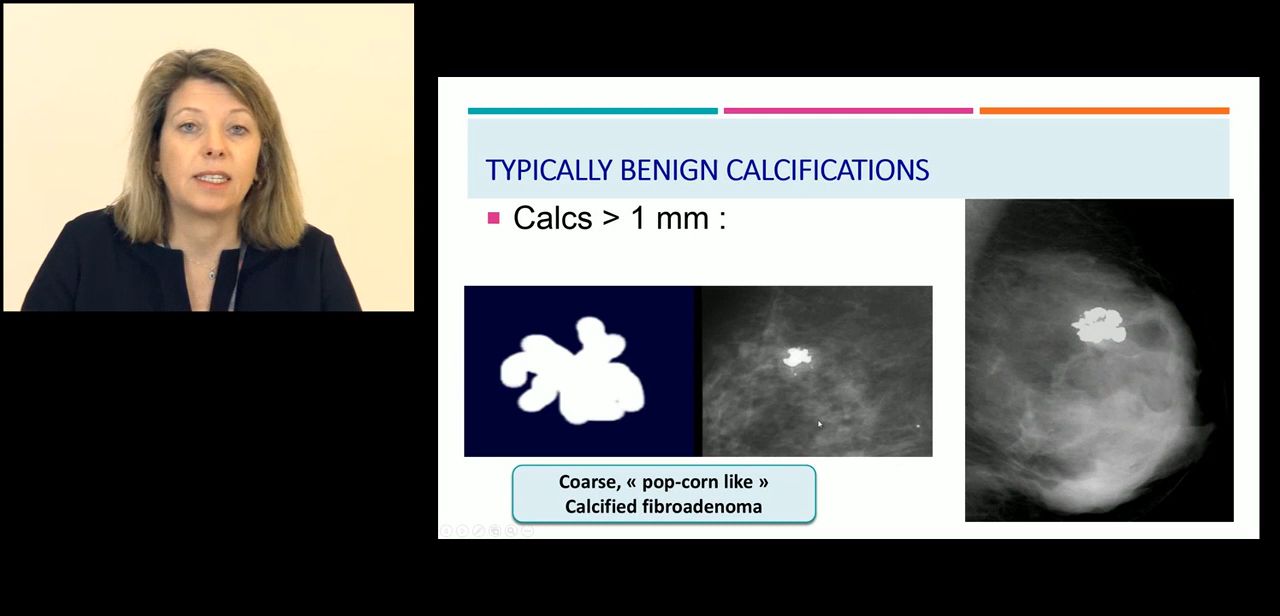 TYPICALLY BENIGN CALCIFICATIONS
Calcs > 1 mm :
Coarse, « pop-corn like »
Calcified fibroadenoma